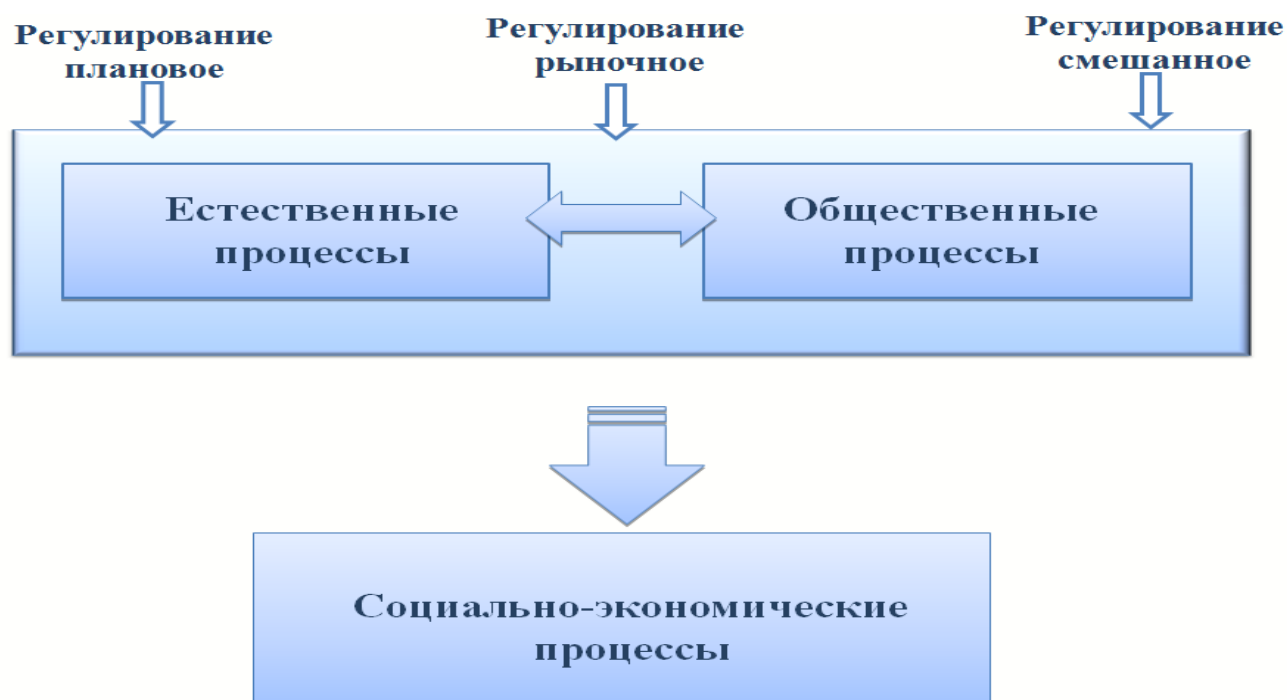 Регулирование
плановое
Регулирование
рыночное
Регулирование
смешанное
Естественные
процессы
Общественные
процессы
Социально-экономические
процессы